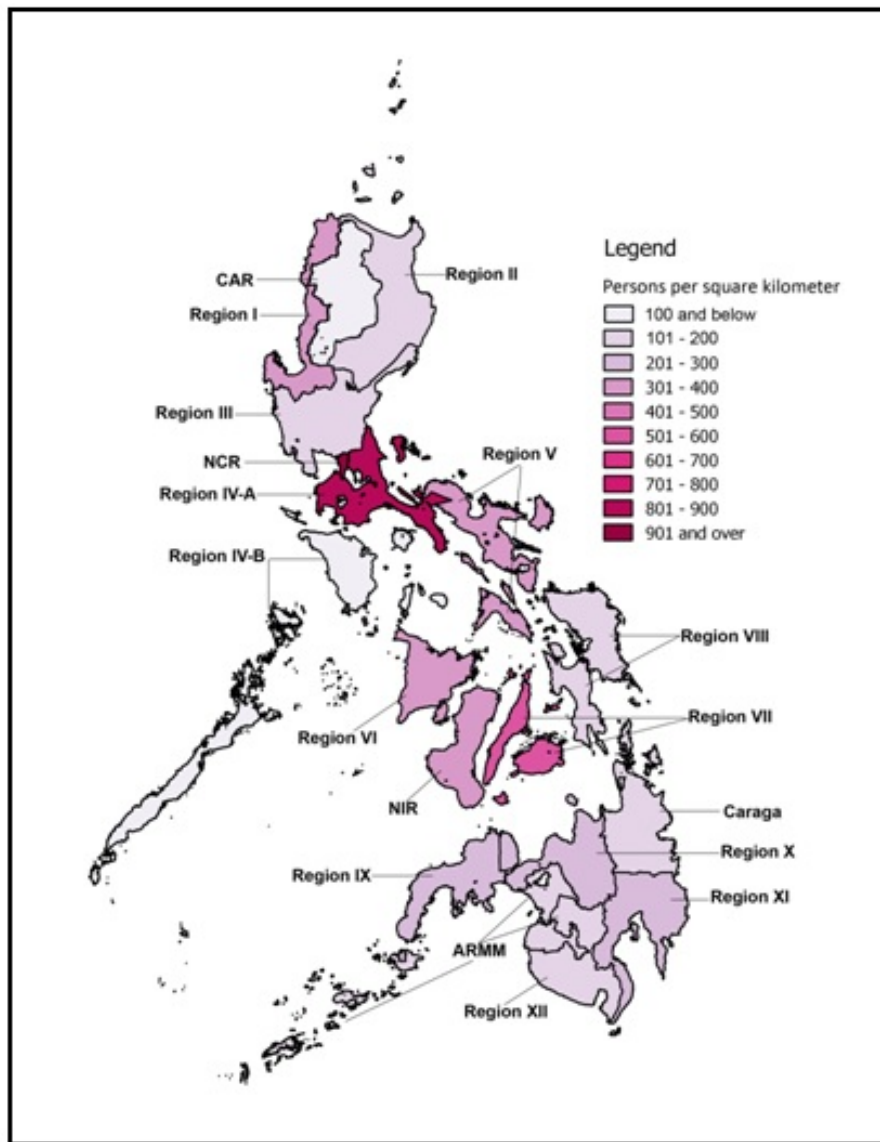 CAR
Region II
Region I
Region III
NCR
Region IV-A
Region V
Region IV-B
Region VIII
Region VI
Region VII
NIR
Caraga
Region X
Region IX
Region XI
ARMM
Region XII
Legend
Persons per square kilometer
100 and below
101 - 200
201 - 300
301 - 400
401 - 500
501 - 600
601 - 700
701 - 800
801 - 900
901 and over